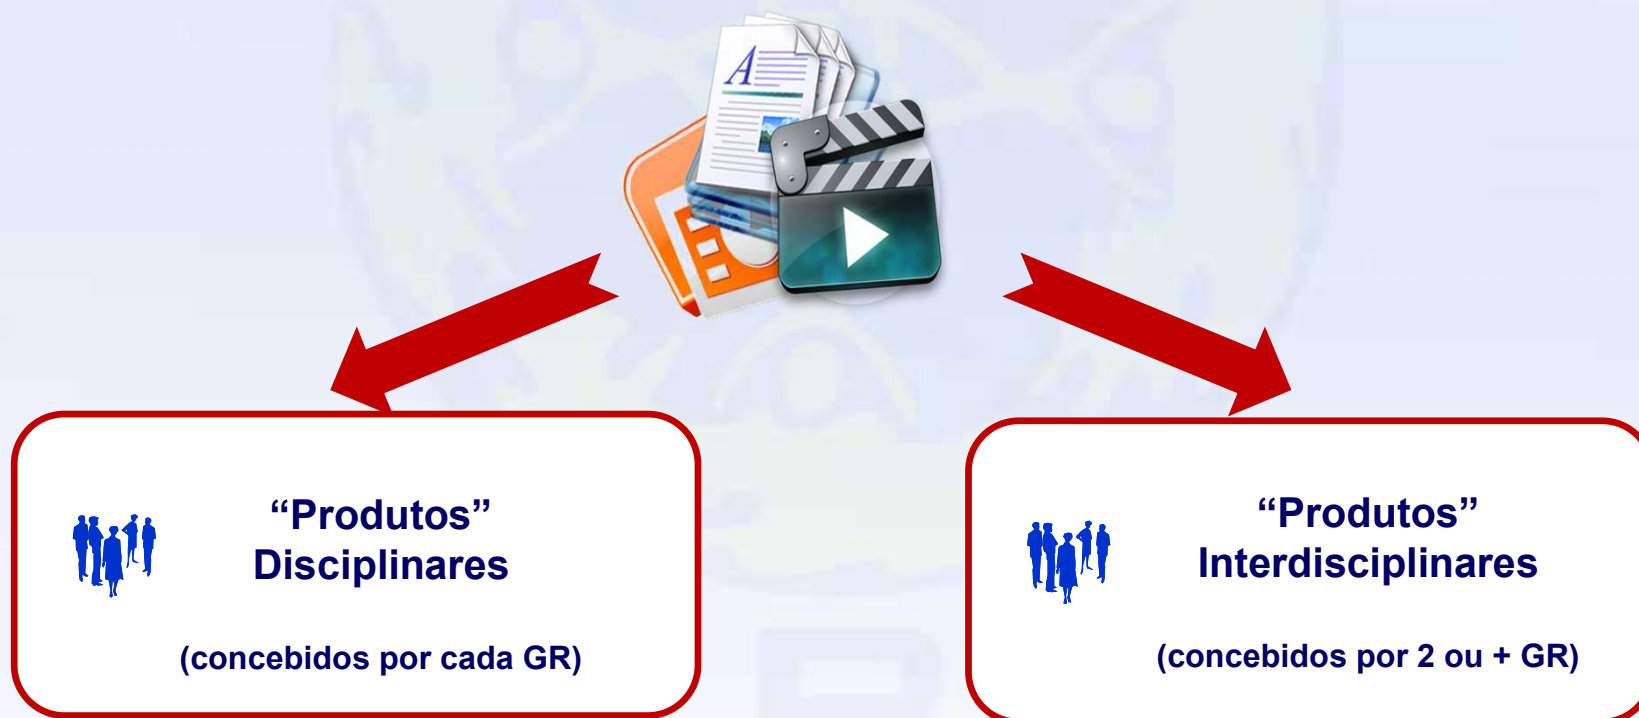 A
“Produtos”
Disciplinares
(concebidos por cada GR)
“Produtos”
Interdisciplinares
(concebidos por 2 ou + GR)